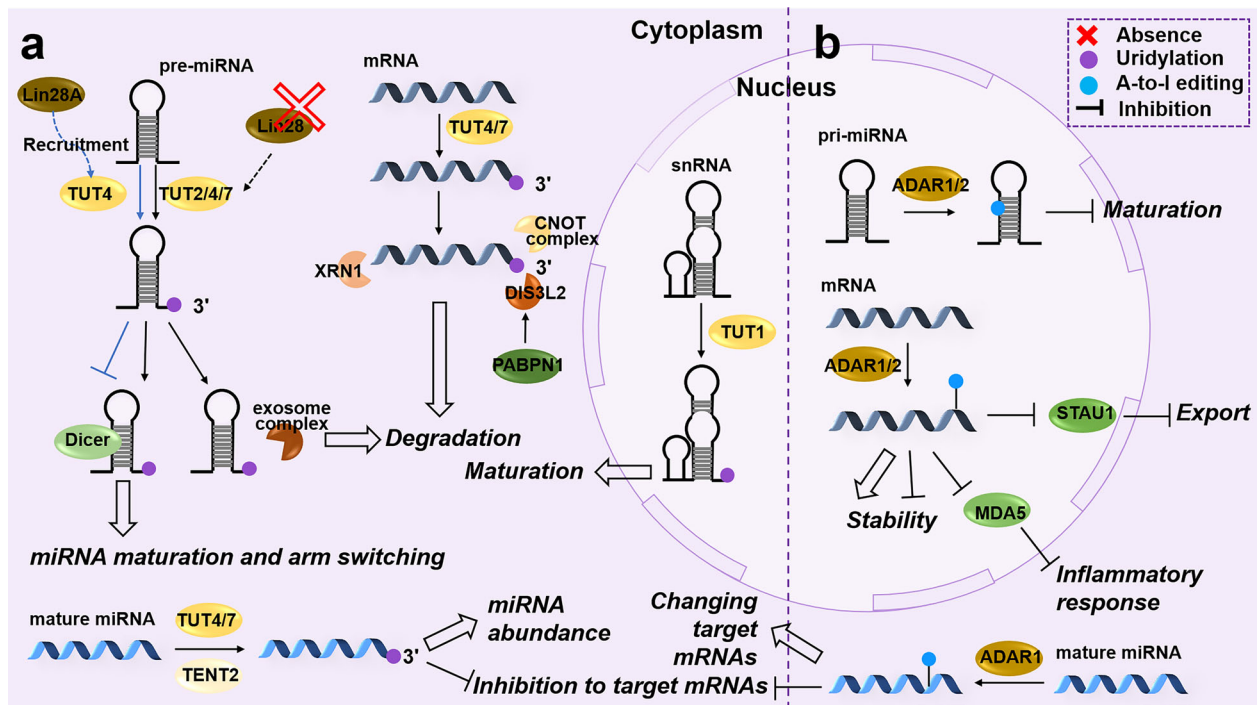 a
Cytoplasm
b
Nucleus
Absence
Uridylation
A-to-I editing
Inhibition
pre-miRNA
Lin28A
Lin28
Recruitment
TUT4
TUT2/4/7
3'
Dicer
exosome
complex
miRNA maturation and arm switching
mRNA
TUT4/7
3'
CNOT
complex
XRN1
3'
DIS3L2
PABPN1
Degradation
snRNA
TUT1
Maturation
mature miRNA
TUT4/7
TENT2
3'
miRNA
abundance
Inhibition to target mRNAs
pri-miRNA
ADAR1/2
Maturation
mRNA
ADAR1/2
STAU1
Export
Stability
MDA5
Inflammatory
response
Changing
target
mRNAs
ADAR1
mature miRNA